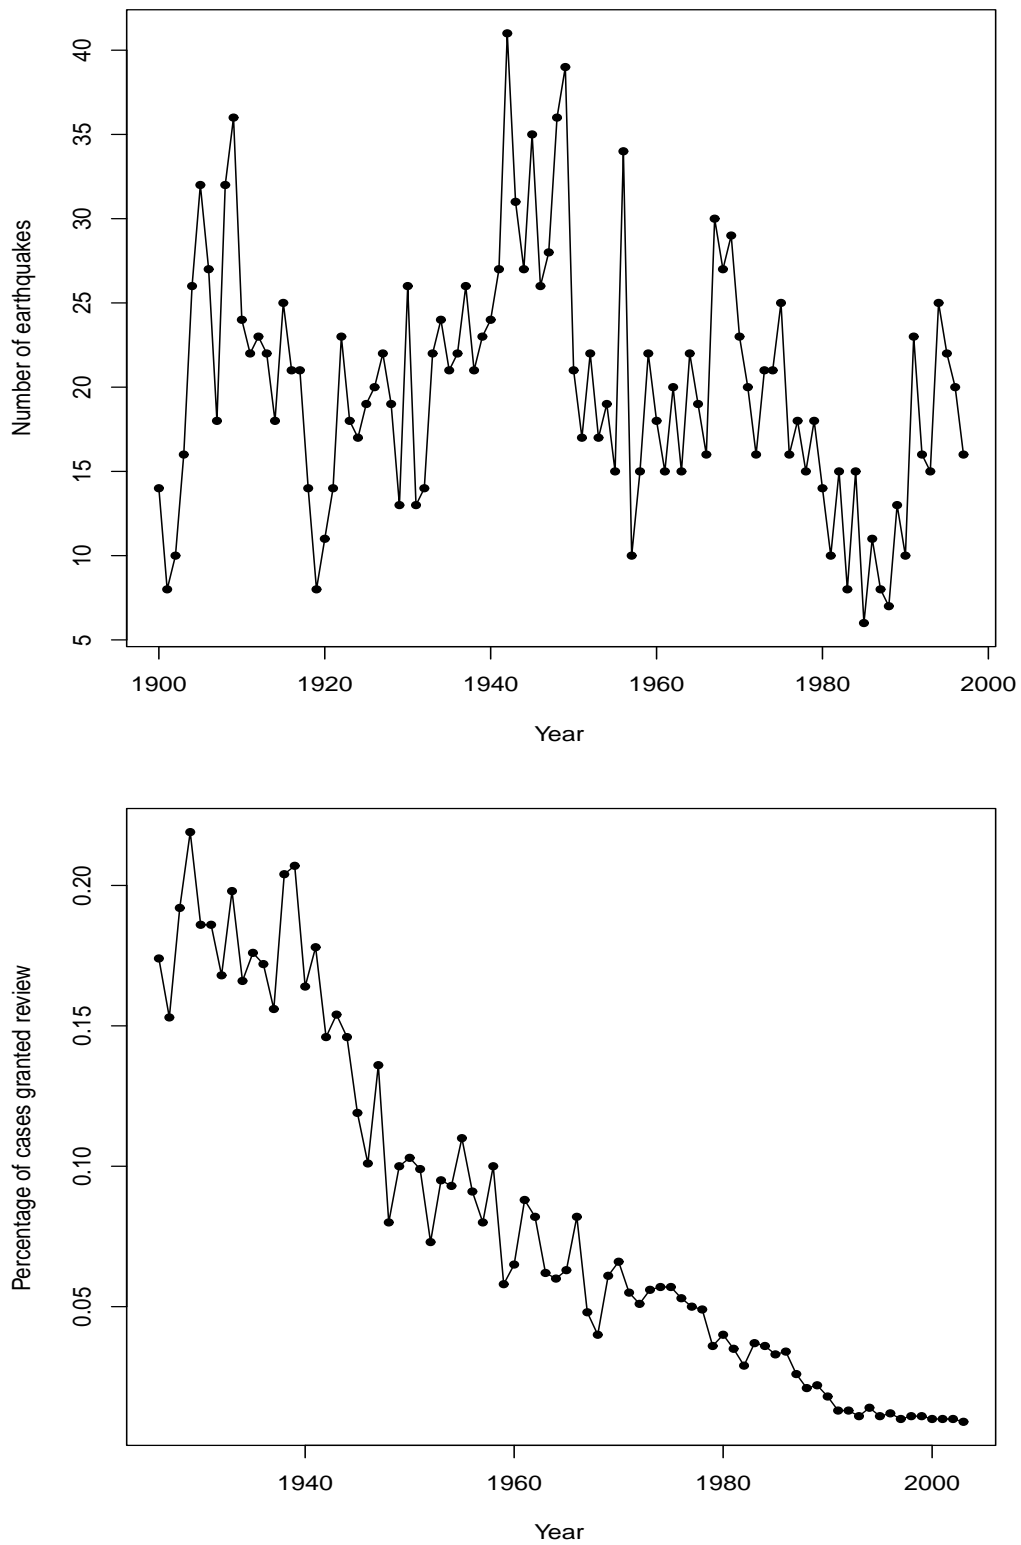 40
35
30
25
20
15
10
5
Number of earthquakes
1900 1920 1940 1960 1980 2000
Year
0.20
0.15
0.10
0.05
Percentage of cases granted review
1940 1960 1980 2000
Year